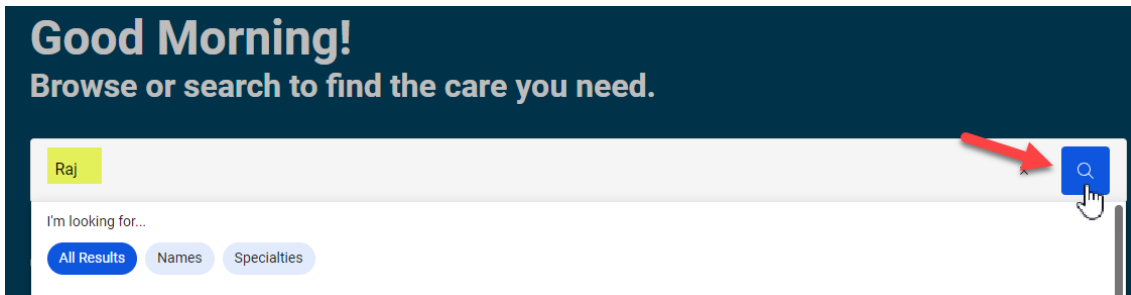 Good Morning!
Browse or search to find the care you need.
Raj
I'm looking for...
All Results Names Specialties